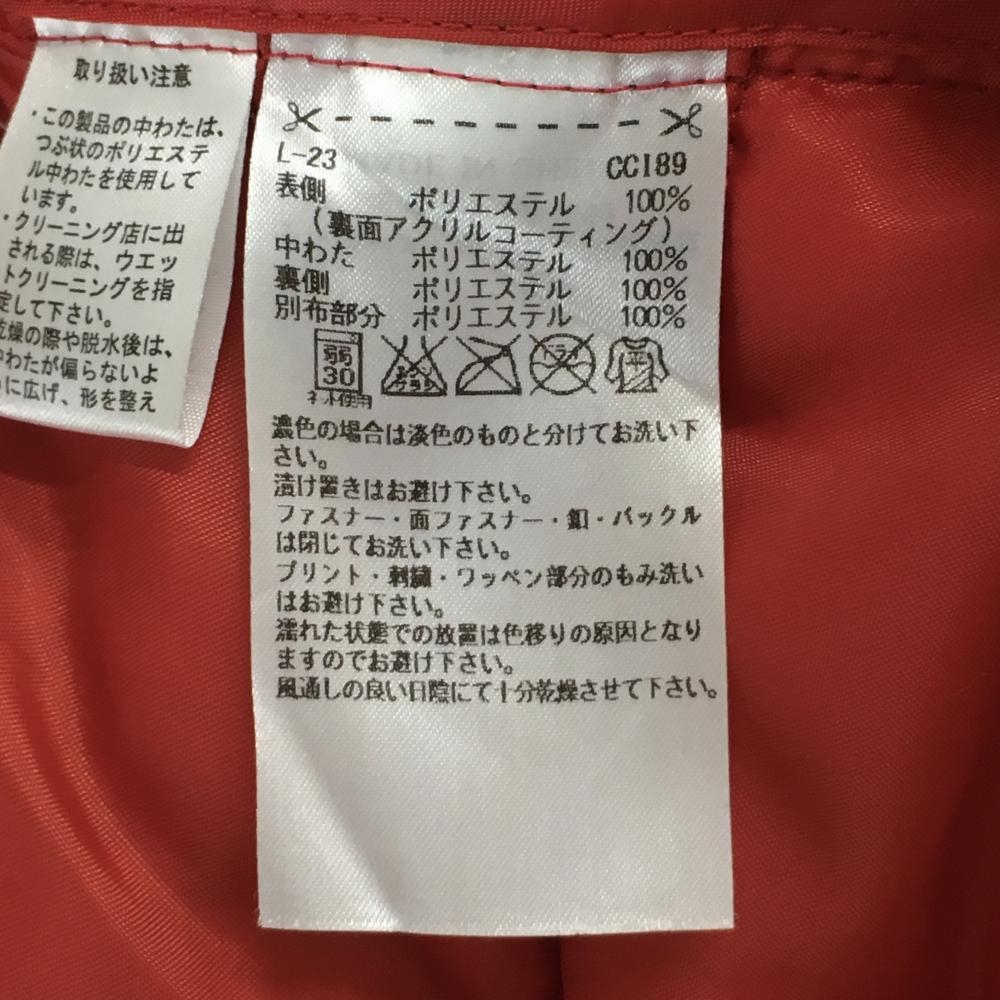 取り扱い注意
・この製品の中わたは、
つぶ状のポリエステ
ル中わたを使用して
います。
・クリーニング店に出
される際は、ウエッ
トクリーニングを指
定して下さい。
乾燥の際や脱水後は、
中わたが偏らないよ
うに広げ、形を整え
L-23 CCI89
表側 ポリエステル 100%
(裏面アクリルコーティング)
中わた ポリエステル 100%
裏側 ポリエステル 100%
別布部分 ポリエステル 100%
弱 エンソサラシ ドライ 平
30
ネット使用
濃色の場合は淡色のものと分けてお洗い下
さい。
漬け置きはお避け下さい。
ファスナー・面ファスナー・釦・バックル
は閉じてお洗い下さい。
プリント・刺繍・ワッペン部分のもみ洗い
はお避け下さい。
濡れた状態での放置は色移りの原因となり
ますのでお避け下さい。
風通しの良い日陰にて十分乾燥させて下さい。